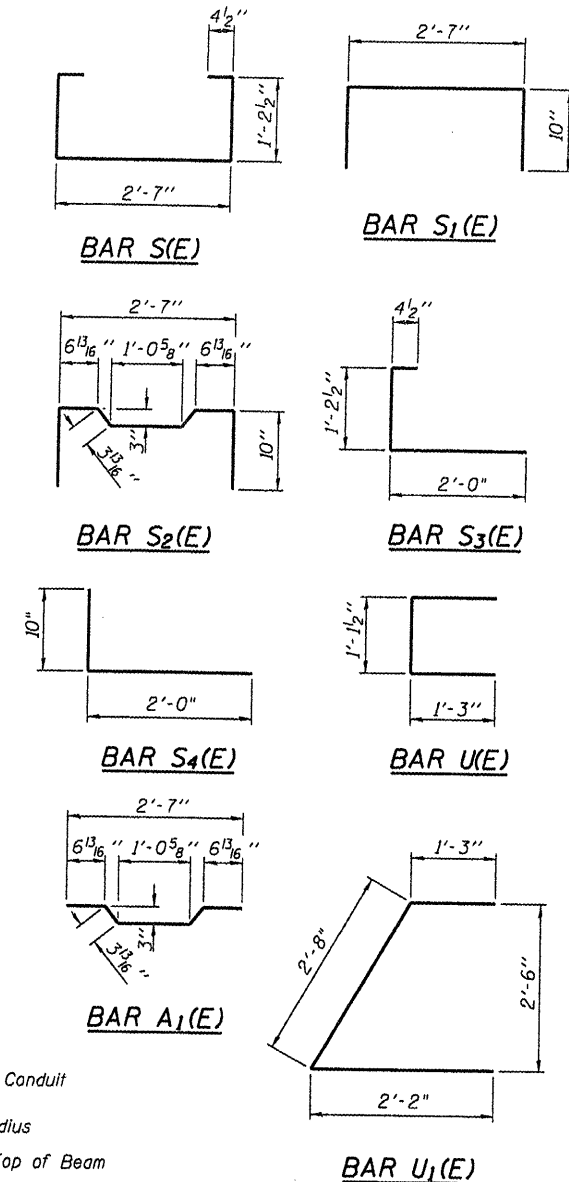 4½"
1'-2½"
2'-7"
BAR S(E)
2'-7"
10"
BAR S1(E)
2'-7"
6 13/16" 1'-0 5/8" 6 13/16"
3"
3 13/16"
10"
BAR S2(E)
4½"
1'-2½"
2'-0"
BAR S3(E)
10"
2'-0"
BAR S4(E)
1'-1½"
1'-3"
BAR U(E)
2'-7"
6 13/16" 1'-0 5/8" 6 13/16"
3"
3 13/16"
BAR A1(E)
1'-3"
2'-8"
2'-6"
2'-2"
BAR U1(E)
Conduit
dius
op of Beam